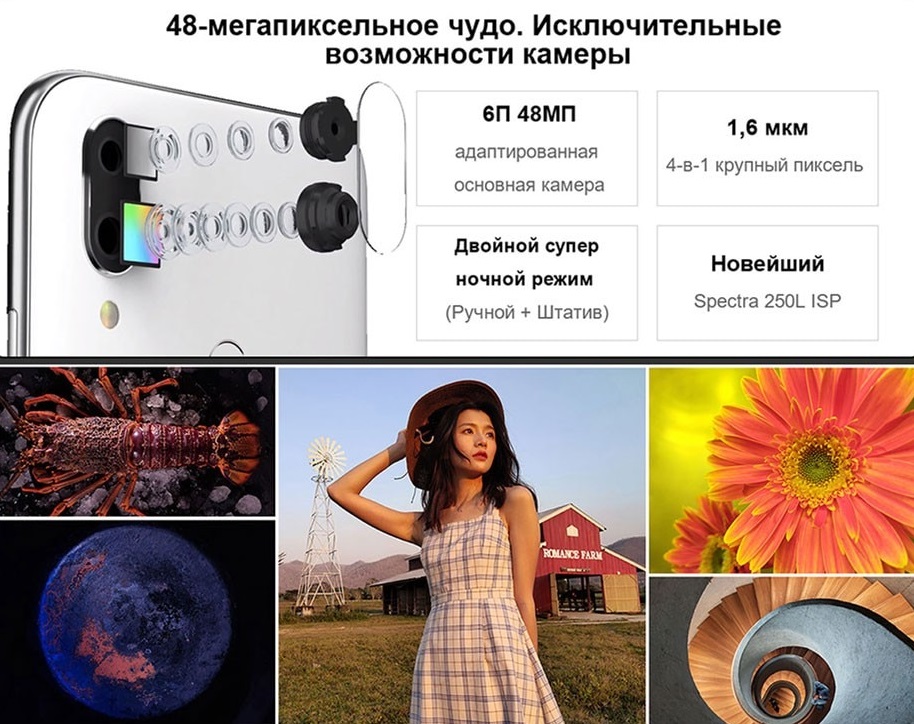 48-мегапиксельное чудо. Исключительные
возможности камеры
6П 48МП
адаптированная
основная камера
1,6 мкм
4-в-1 крупный пиксель
Двойной супер
ночной режим
(Ручной + Штатив)
Новейший
Spectra 250L ISP
ROMANCE FARM